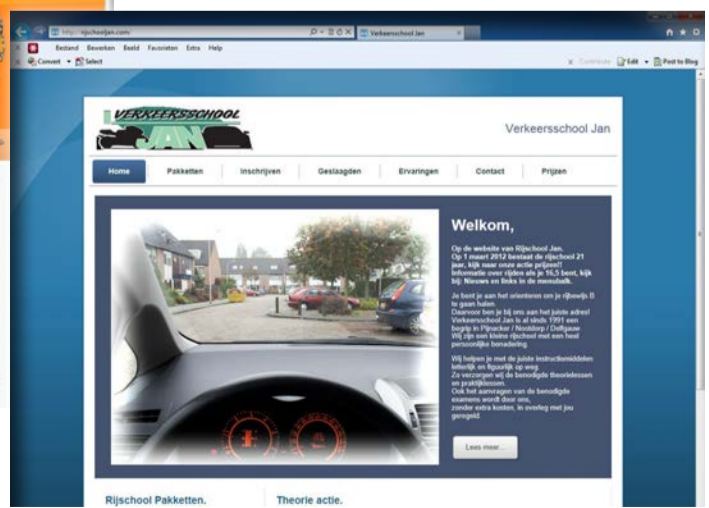 http://rijschooljan.com/
Verkeersschool Jan
Bestand Bewerken Beeld Favorieten Extra Help
Convert Select
Edit Post to Blog
VERKEERSSCHOOL
JAN
Verkeersschool Jan
Home Pakketten Inschrijven Geslaagden Ervaringen Contact Prijzen
Welkom,
Op de website van Rijschool Jan.
Op 1 maart 2012 bestaat de rijschool 21
jaar, kijk naar onze actie prijzen!!
Informatie over rijden als je 16,5 bent, kijk
bij: Nieuws en links in de menubalk.
Je bent je aan het orienteren om je rijbewijs B
te gaan halen.
Daarvoor ben je bij ons aan het juiste adres!
Verkeersschool Jan is al sinds 1991 een
begrip in Pijnacker / Nootdorp / Delfgauw
Wij zijn een kleine rijschool met een heel
persoonlijke benadering.
Wij helpen je met de juiste instructiemiddelen
letterlijk en figuurlijk op weg.
Zo verzorgen wij de benodigde theorielessen
en praktijklessen.
Ook het aanvragen van de benodigde
examens wordt door ons,
zonder extra kosten, in overleg met jou
geregeld.
Lees meer...
Rijschool Pakketten. Theorie actie.